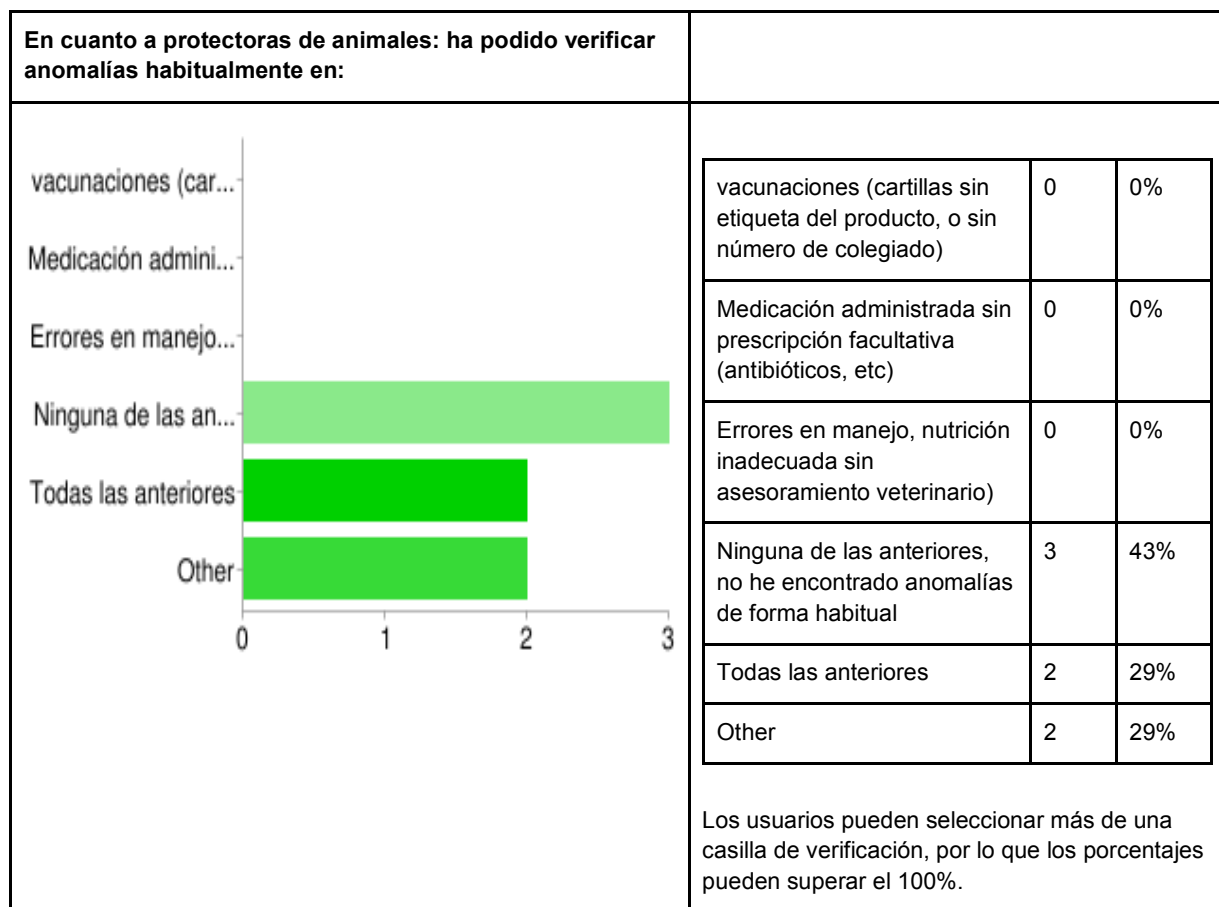 En cuanto a protectoras de animales: ha podido verificar
anomalías habitualmente en:
vacunaciones (car...
Medicación admini...
Errores en manejo...
Ninguna de las an...
Todas las anteriores
Other
0 1 2 3
vacunaciones (cartillas sin 0 0%
etiqueta del producto, o sin
número de colegiado)
Medicación administrada sin 0 0%
prescripción facultativa
(antibióticos, etc)
Errores en manejo, nutrición 0 0%
inadecuada sin
asesoramiento veterinario)
Ninguna de las anteriores, 3 43%
no he encontrado anomalías
de forma habitual
Todas las anteriores 2 29%
Other 2 29%
Los usuarios pueden seleccionar más de una
casilla de verificación, por lo que los porcentajes
pueden superar el 100%.